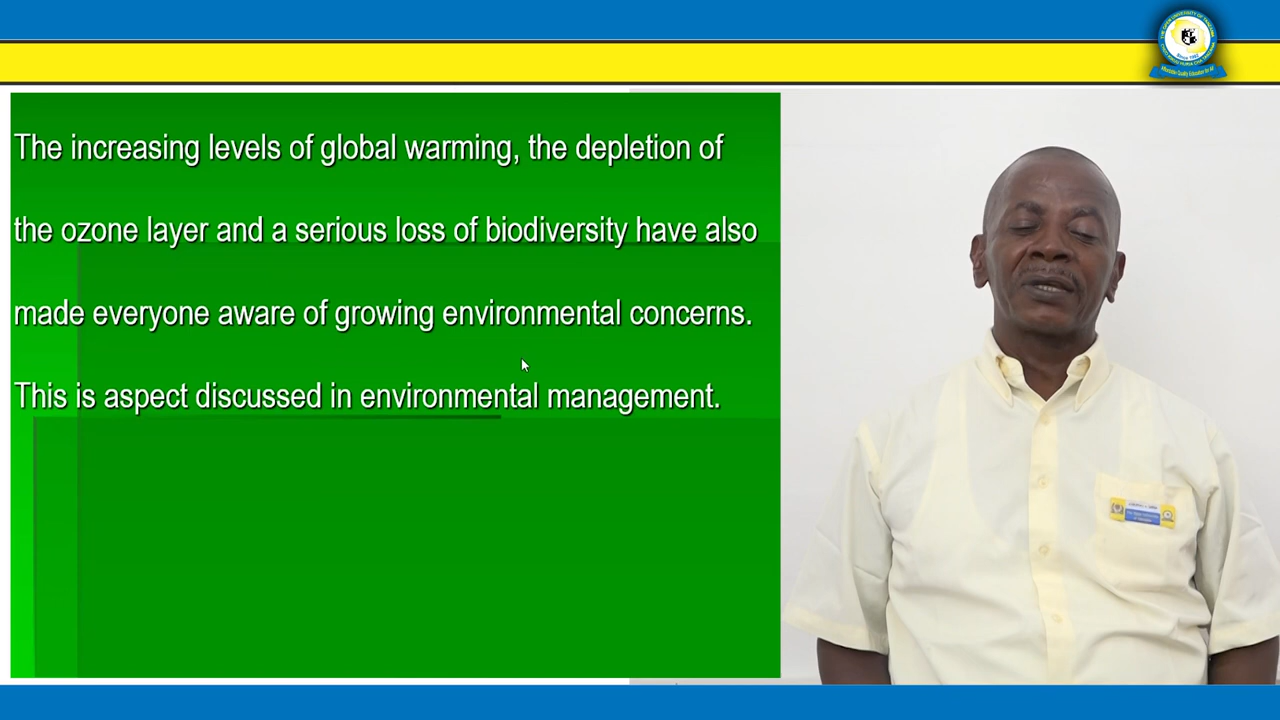 The increasing levels of global warming, the depletion of
the ozone layer and a serious loss of biodiversity have also
made everyone aware of growing environmental concerns.
This is aspect discussed in environmental management.